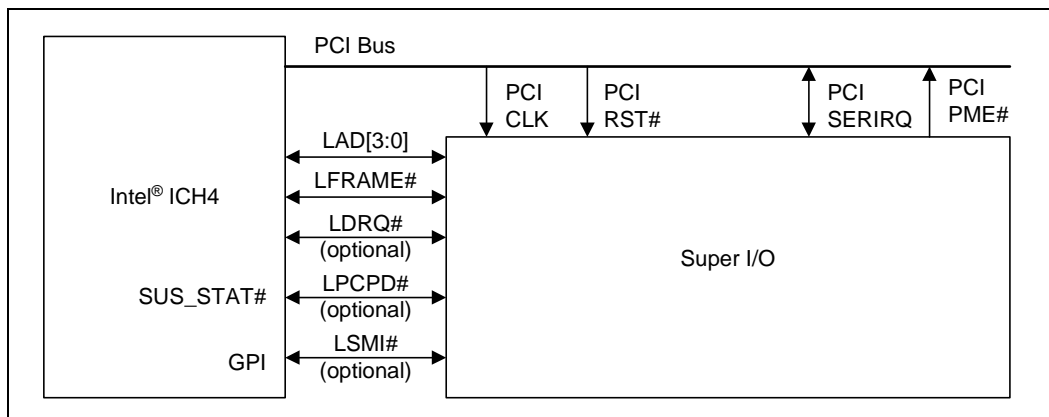 PCI Bus
PCI
CLK
PCI
RST#
PCI
SERIRQ
PCI
PME#
LAD[3:0]
Intel® ICH4
LFRAME#
LDRQ#
(optional)
Super I/O
SUS_STAT#
LPCPD#
(optional)
GPI
LSMI#
(optional)